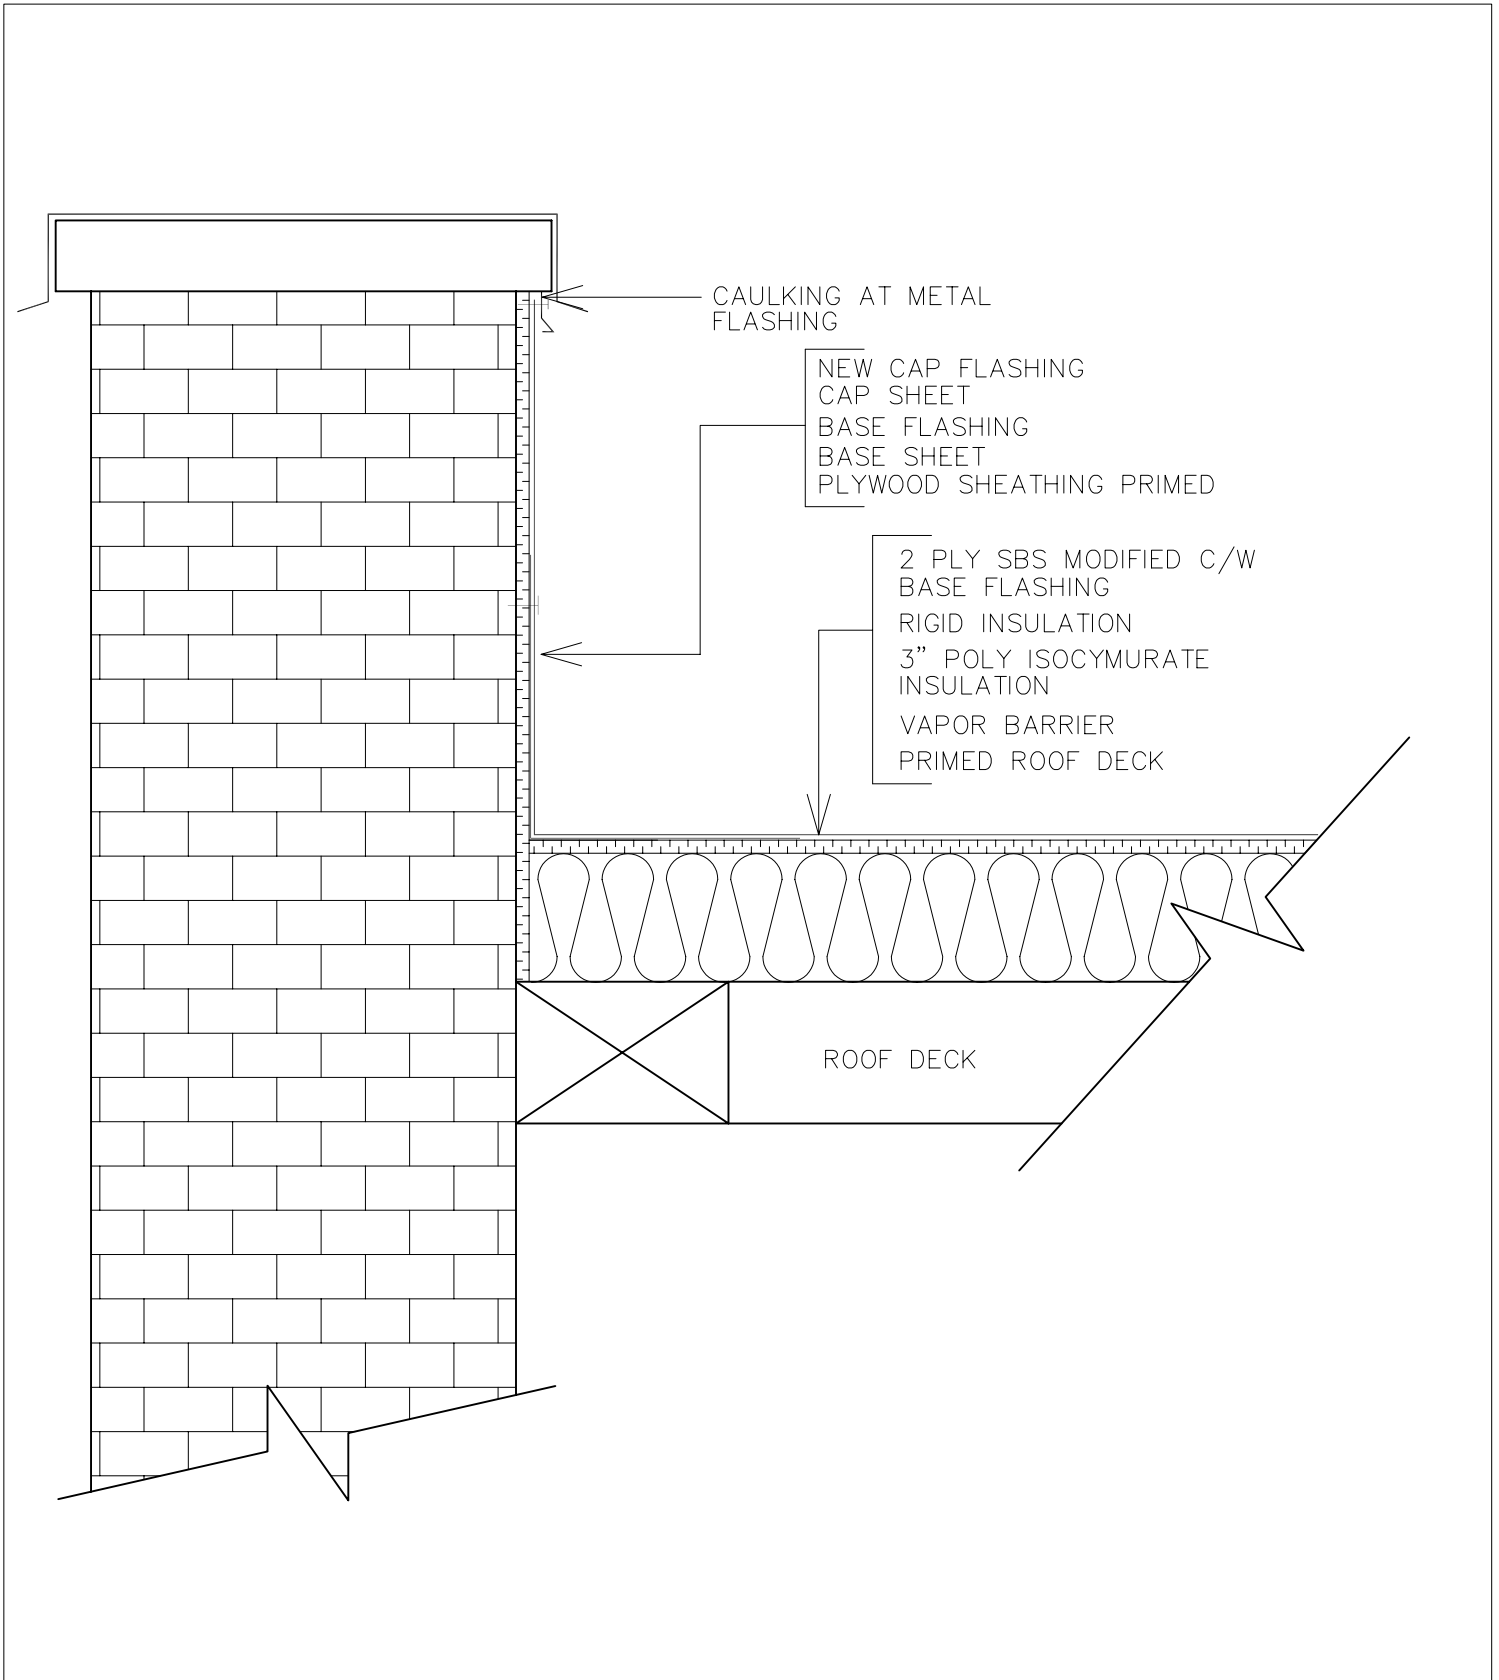 CAULKING AT METAL
FLASHING
NEW CAP FLASHING
CAP SHEET
BASE FLASHING
BASE SHEET
PLYWOOD SHEATHING PRIMED
2 PLY SBS MODIFIED C/W
BASE FLASHING
RIGID INSULATION
3" POLY ISOCYMURATE
INSULATION
VAPOR BARRIER
PRIMED ROOF DECK
ROOF DECK